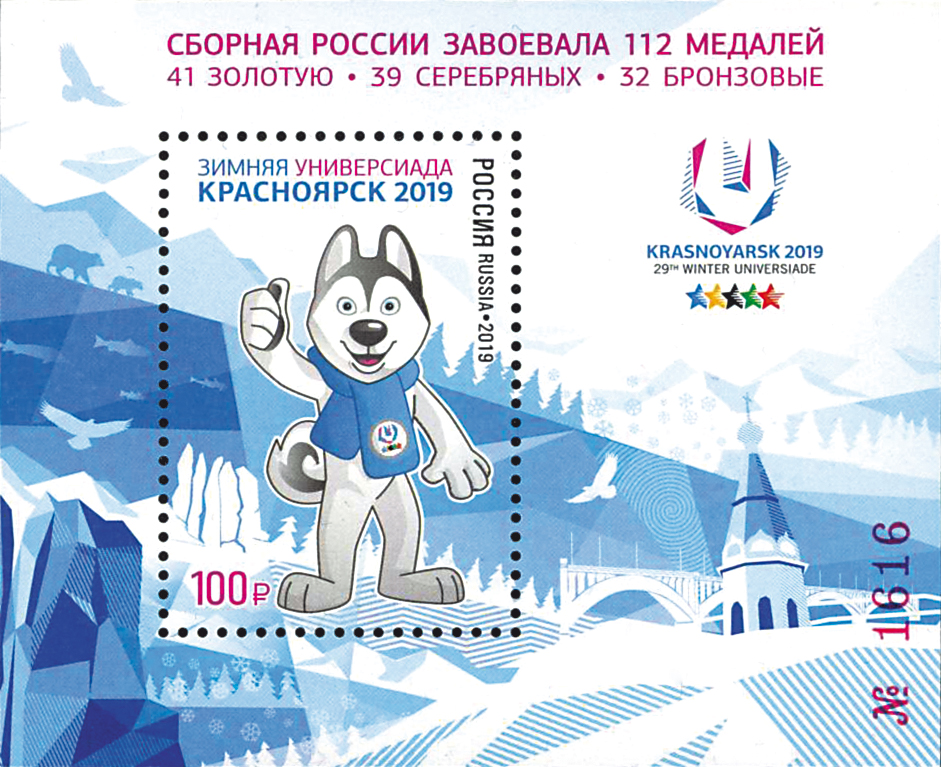 СБОРНАЯ РОССИИ ЗАВОЕВАЛА 112 МЕДАЛЕЙ
41 ЗОЛОТУЮ • 39 СЕРЕБРЯНЫХ • 32 БРОНЗОВЫЕ
ЗИМНЯЯ УНИВЕРСИАДА
КРАСНОЯРСК 2019
РОССИЯ RUSSIA • 2019
100₽
KRASNOYARSK 2019
29TH WINTER UNIVERSIADE
№ 1616